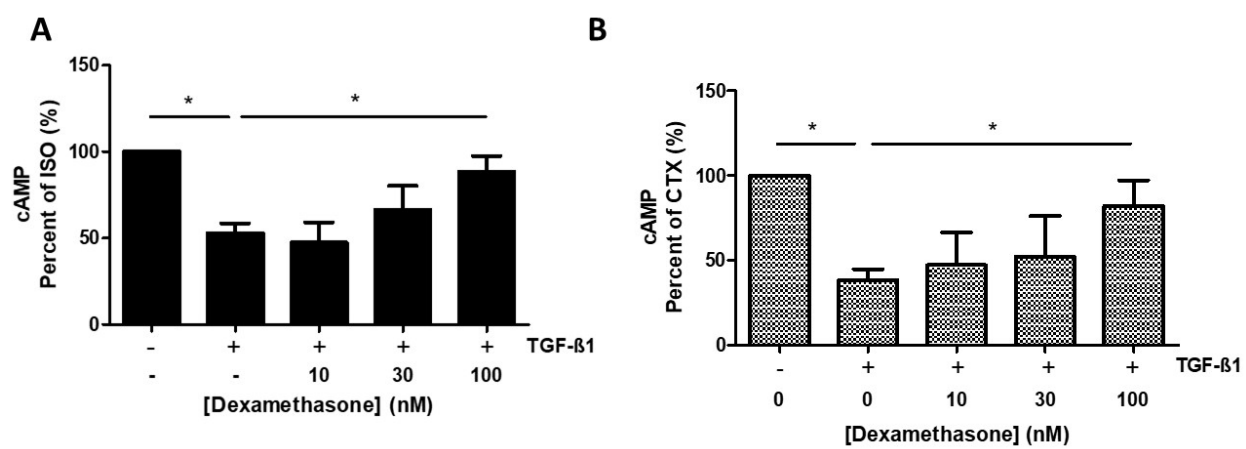 A
cAMP
Percent of ISO (%)
150
*
*
100
50
0
- + + + + TGF-ß1
- - 10 30 100
[Dexamethasone] (nM)
B
cAMP
Percent of CTX (%)
150
*
*
100
50
0
- + + + + TGF-ß1
0 0 10 30 100
[Dexamethasone] (nM)